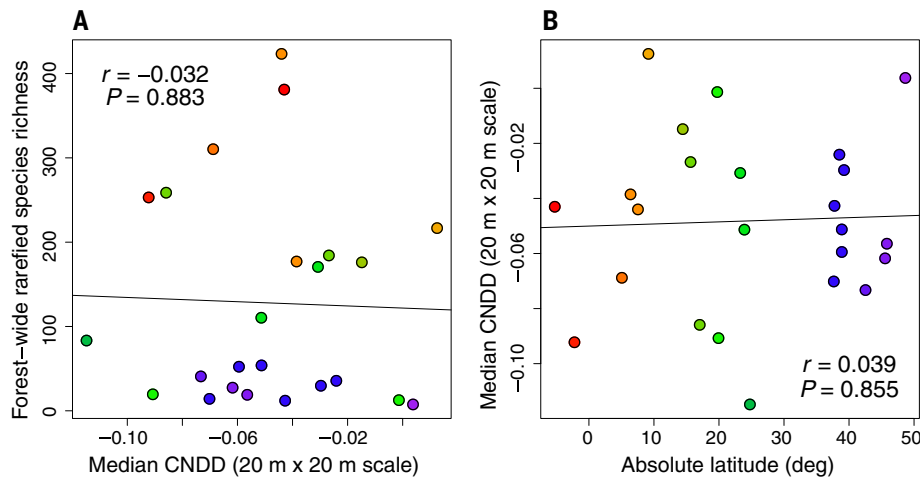 A
r = −0.032
P = 0.883
Forest-wide rarefied species richness
400
300
200
100
0
−0.10
−0.06
−0.02
Median CNDD (20 m x 20 m scale)
B
Median CNDD (20 m x 20 m scale)
−0.02
−0.06
−0.10
r = 0.039
P = 0.855
0
10
20
30
40
50
Absolute latitude (deg)